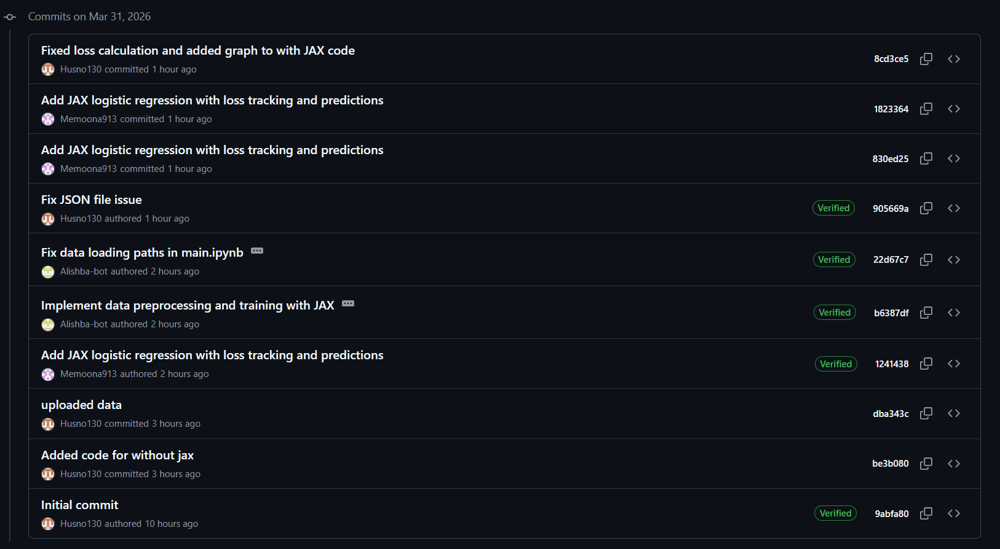 Commits on Mar 31, 2026
Fixed loss calculation and added graph to with JAX code
Husno130 committed 1 hour ago
8cd3ce5
Add JAX logistic regression with loss tracking and predictions
Memoona913 committed 1 hour ago
1823364
Add JAX logistic regression with loss tracking and predictions
Memoona913 committed 1 hour ago
830ed25
Fix JSON file issue
Husno130 authored 1 hour ago
Verified 905669a
Fix data loading paths in main.ipynb
Alishba-bot authored 2 hours ago
Verified 22d67c7
Implement data preprocessing and training with JAX
Alishba-bot authored 2 hours ago
Verified b6387df
Add JAX logistic regression with loss tracking and predictions
Memoona913 authored 2 hours ago
Verified 1241438
uploaded data
Husno130 committed 3 hours ago
dba343c
Added code for without jax
Husno130 committed 3 hours ago
be3b080
Initial commit
Husno130 authored 10 hours ago
Verified 9abfa80